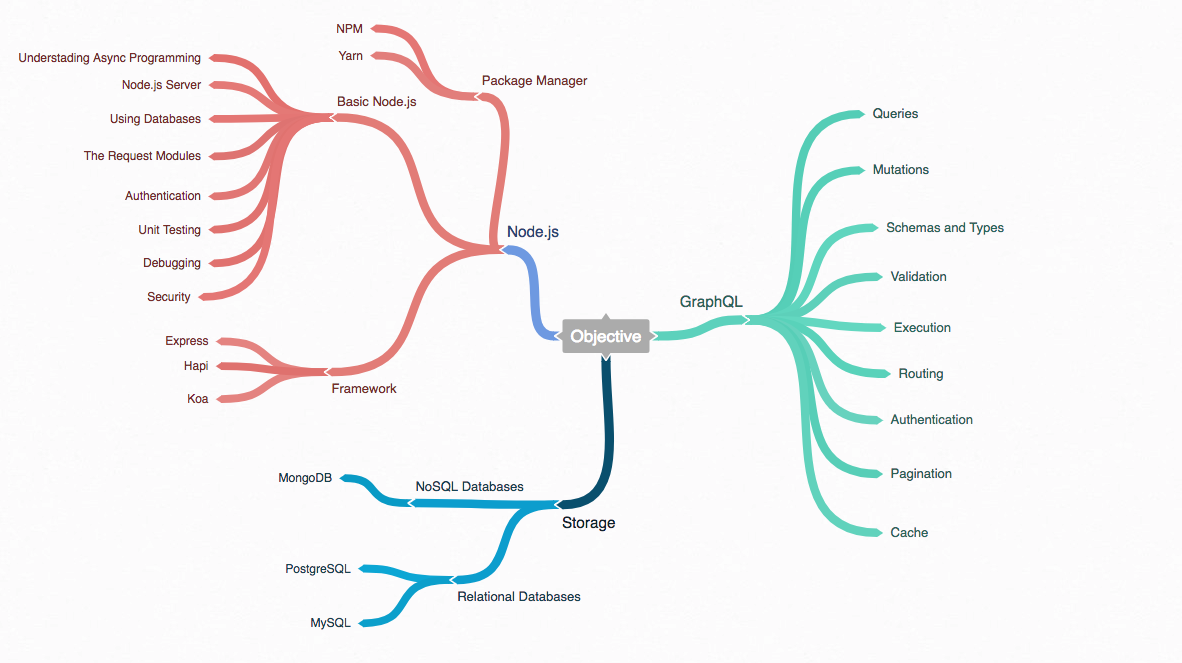 NPM
Yarn
Package Manager
Understading Async Programming
Node.js Server
Using Databases
The Request Modules
Authentication
Unit Testing
Debugging
Security
Basic Node.js
Express
Hapi
Koa
Framework
Node.js
Objective
GraphQL
Queries
Mutations
Schemas and Types
Validation
Execution
Routing
Authentication
Pagination
Cache
MongoDB
NoSQL Databases
Storage
PostgreSQL
MySQL
Relational Databases